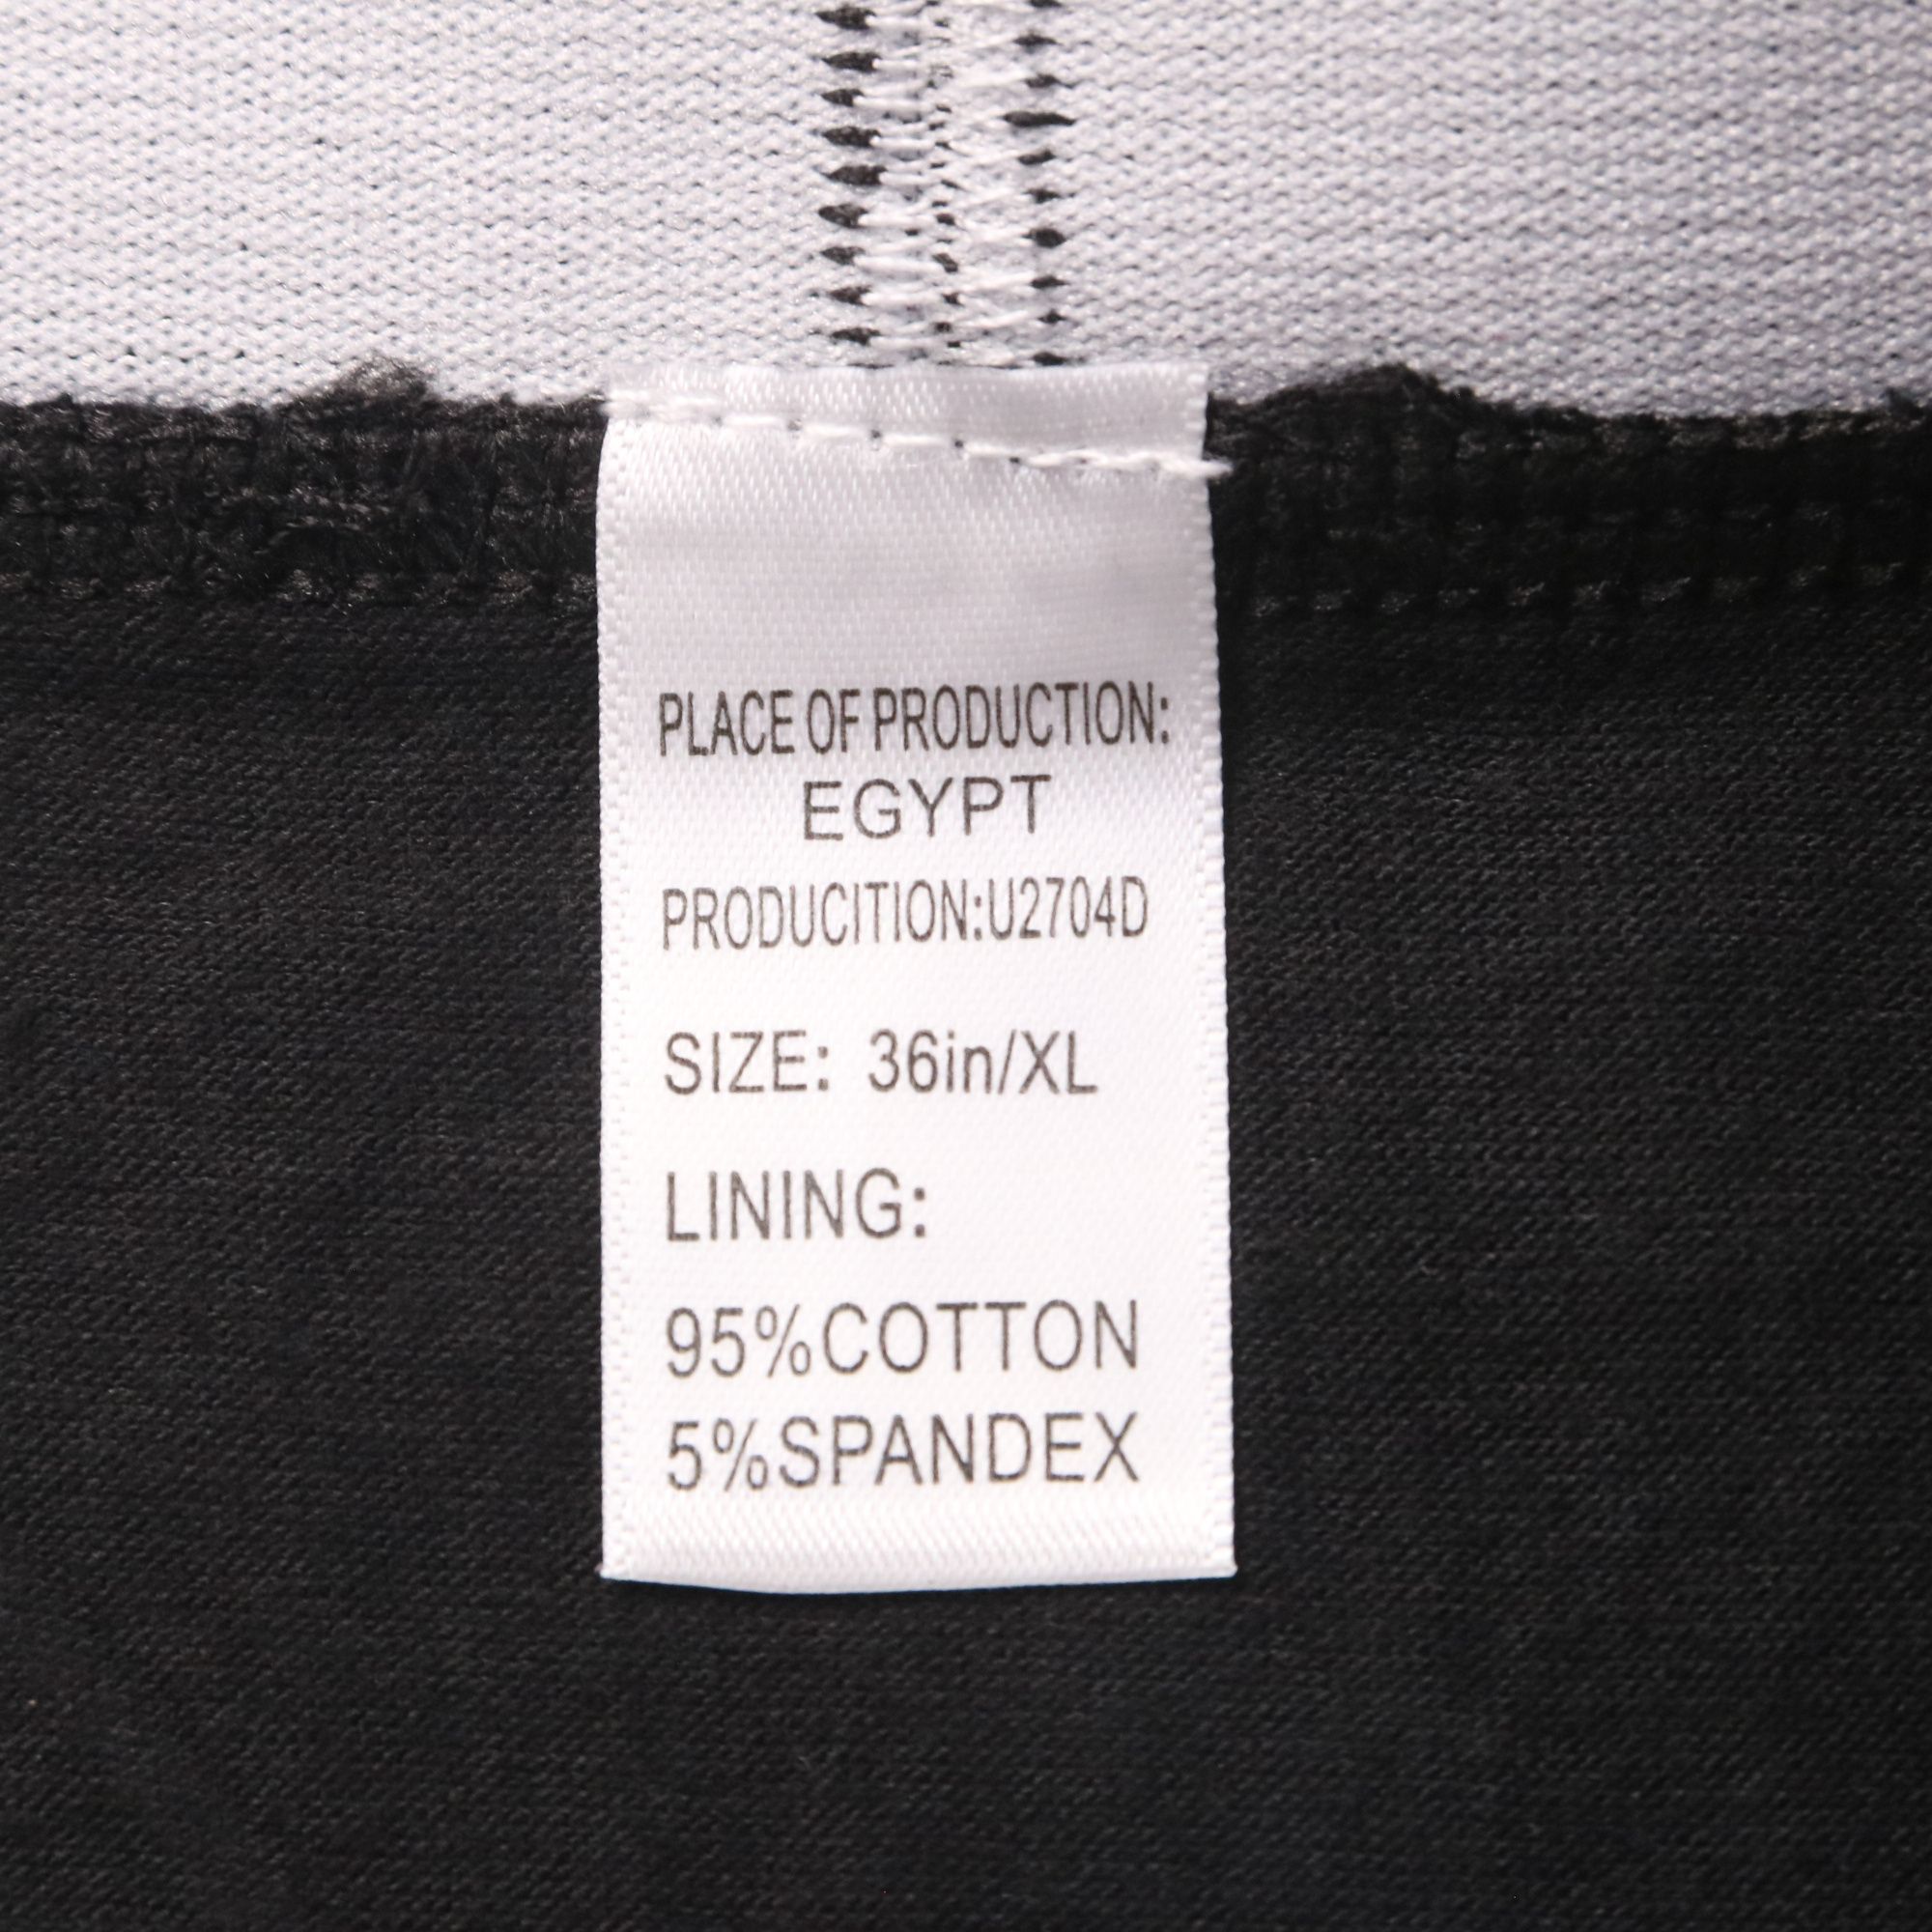 PLACE OF PRODUCTION:
EGYPT
PRODUCITION:U2704D
SIZE: 36in/XL
LINING:
95%COTTON
5%SPANDEX